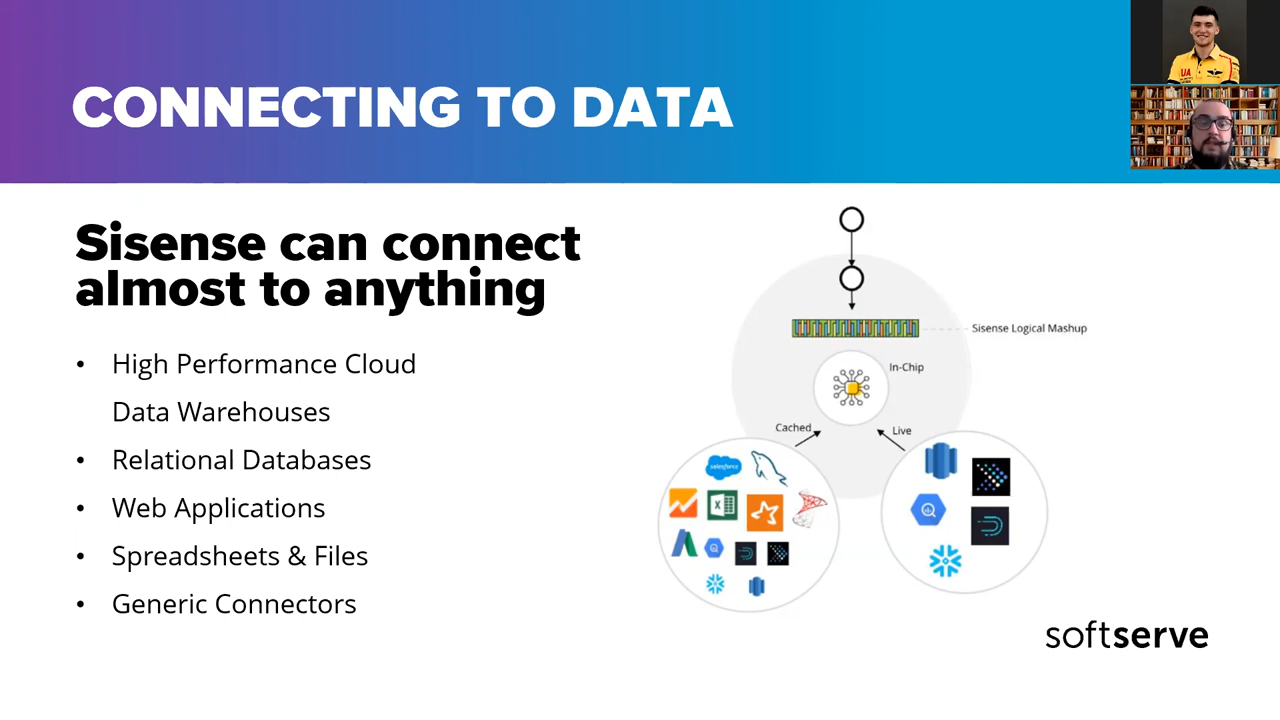 CONNECTING TO DATA
UA
Sisense can connect
almost to anything
• High Performance Cloud
Data Warehouses
• Relational Databases
• Web Applications
• Spreadsheets & Files
• Generic Connectors
Sisense Logical Mashup
In-Chip
Cached
Live
salesforce
X
softserve